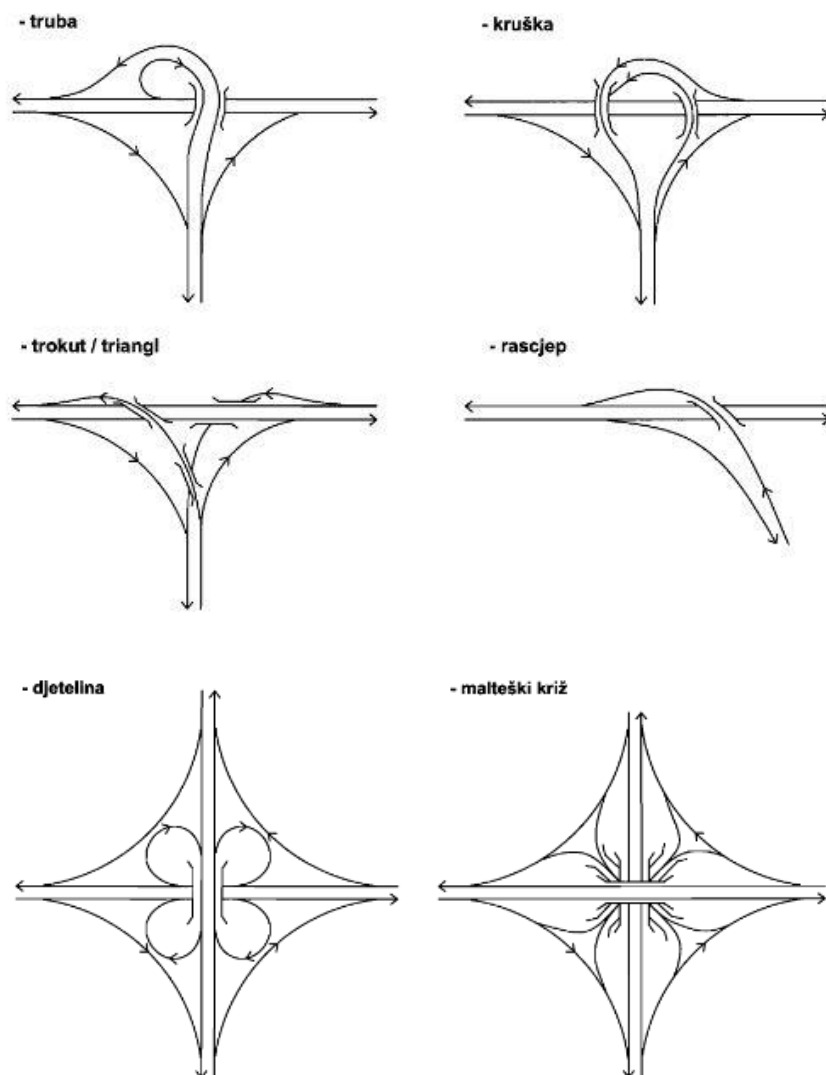 - truba
- kruška
- trokut / triangl
- rascjep
- djetelina
- malteški križ